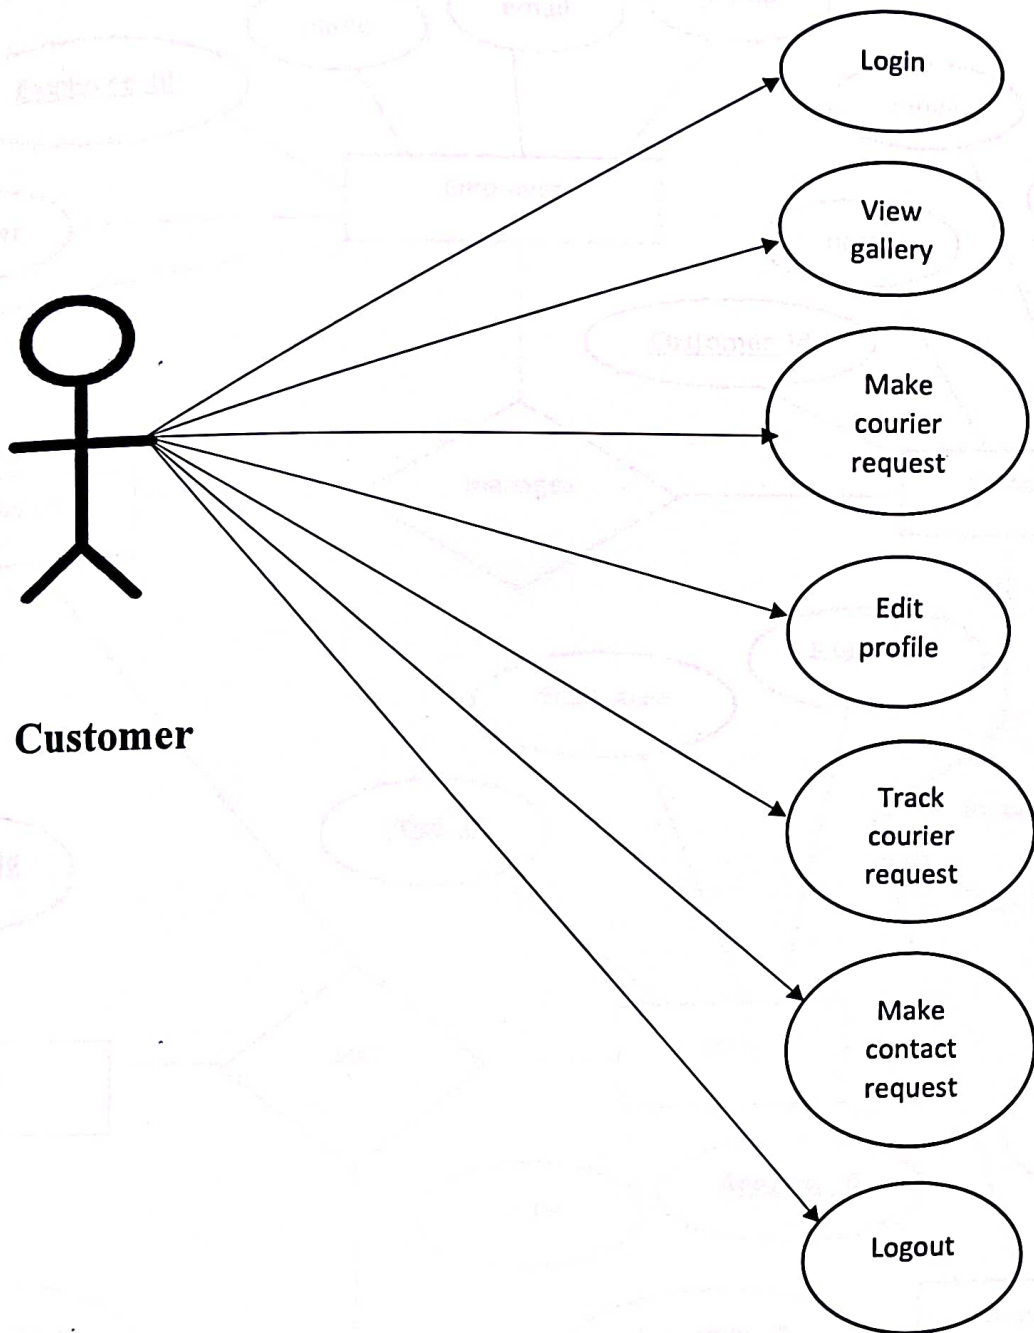 Login
View
gallery
Make
courier
request
Edit
profile
Customer
Track
courier
request
Make
contact
request
Logout